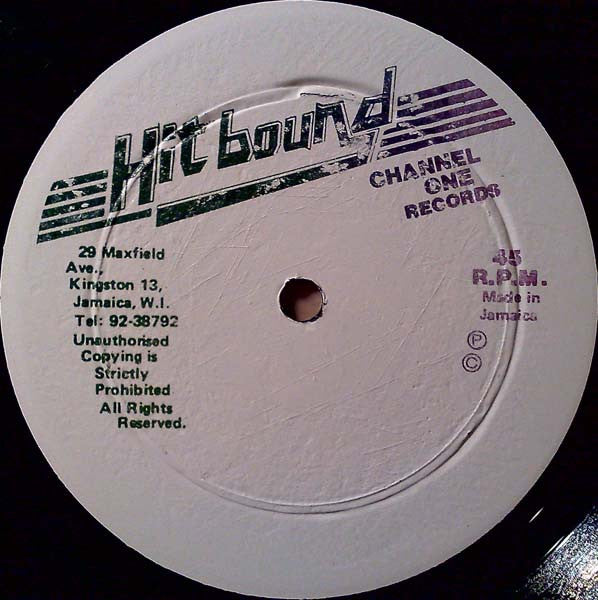 Hit bound
CHANNEL
ONE
RECORDS
29 Maxfield
Ave.,
Kingston 13,
Jamaica, W.I.
Tel: 92-38792
Unauthorised
Copying is
Strictly
Prohibited
All Rights
Reserved.
45
R.P.M.
Made in
Jamaica
Ⓟ
©